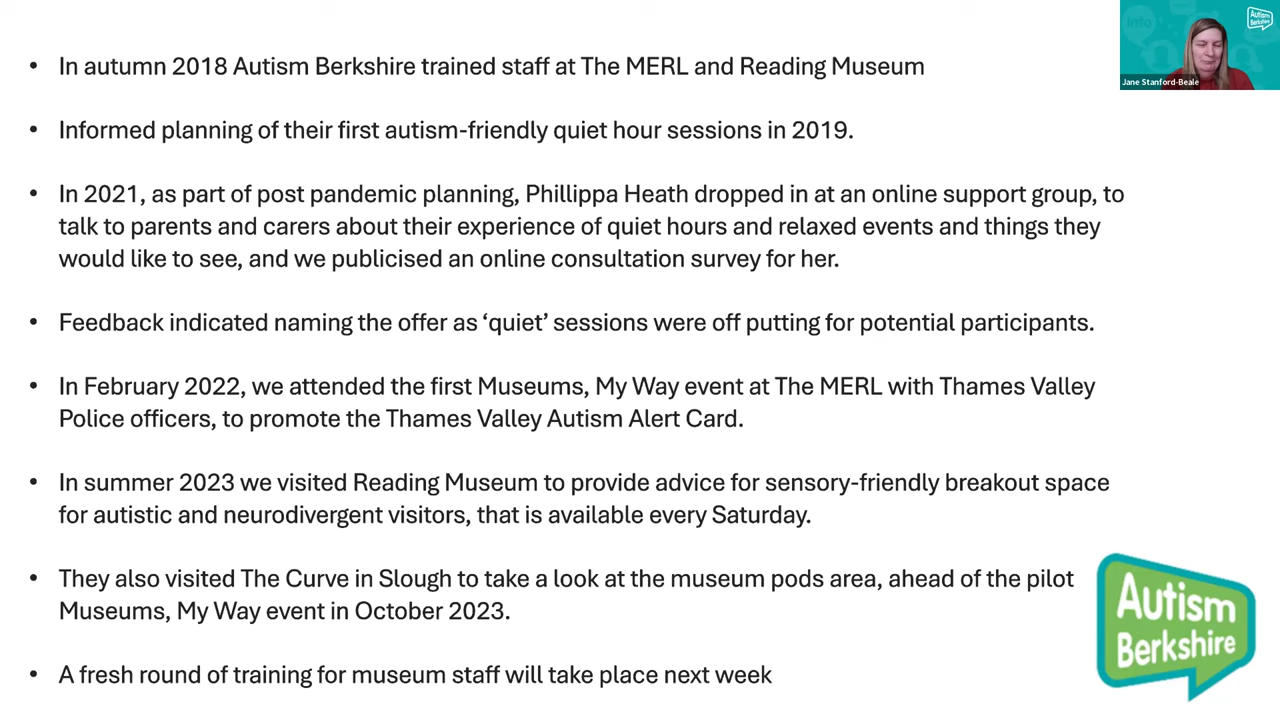 • In autumn 2018 Autism Berkshire trained staff at The MERL and Reading Museum
• Informed planning of their first autism-friendly quiet hour sessions in 2019.
• In 2021, as part of post pandemic planning, Phillippa Heath dropped in at an online support group, to
talk to parents and carers about their experience of quiet hours and relaxed events and things they
would like to see, and we publicised an online consultation survey for her.
• Feedback indicated naming the offer as ‘quiet’ sessions were off putting for potential participants.
• In February 2022, we attended the first Museums, My Way event at The MERL with Thames Valley
Police officers, to promote the Thames Valley Autism Alert Card.
• In summer 2023 we visited Reading Museum to provide advice for sensory-friendly breakout space
for autistic and neurodivergent visitors, that is available every Saturday.
• They also visited The Curve in Slough to take a look at the museum pods area, ahead of the pilot
Museums, My Way event in October 2023.
• A fresh round of training for museum staff will take place next week
Autism
Berkshire
info
Autism
Berkshire
Jane Stanford-Beale